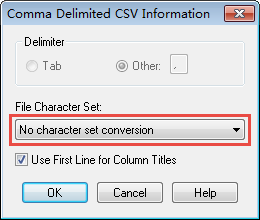 Comma Delimited CSV Information
Delimiter
Tab
Other: ,
File Character Set:
No character set conversion
Use First Line for Column Titles
OK Cancel Help